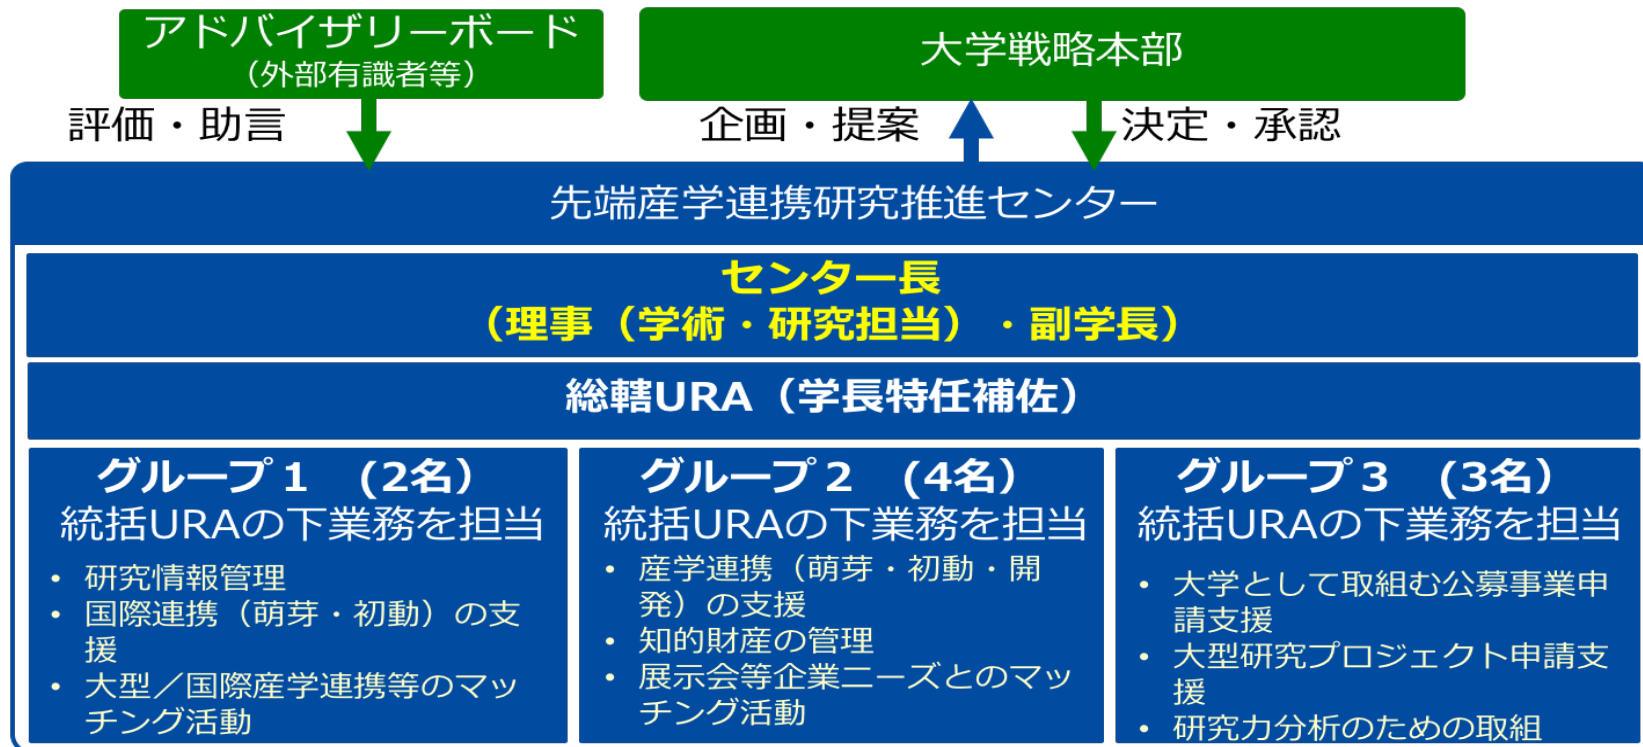 アドバイザリーボード
（外部有識者等）
大学戦略本部
評価・助言
企画・提案
決定・承認
先端産学連携研究推進センター
センター長
（理事（学術・研究担当）・副学長）
総轄URA（学長特任補佐）
グループ１　(2名）
統括URAの下業務を担当
• 研究情報管理
• 国際連携（萌芽・初動）の支
援
• 大型／国際産学連携等のマッ
チング活動
グループ２　(4名）
統括URAの下業務を担当
• 産学連携（萌芽・初動・開
発）の支援
• 知的財産の管理
• 展示会等企業ニーズとのマッ
チング活動
グループ３　(3名）
統括URAの下業務を担当
• 大学として取組む公募事業申
請支援
• 大型研究プロジェクト申請支
援
• 研究力分析のための取組